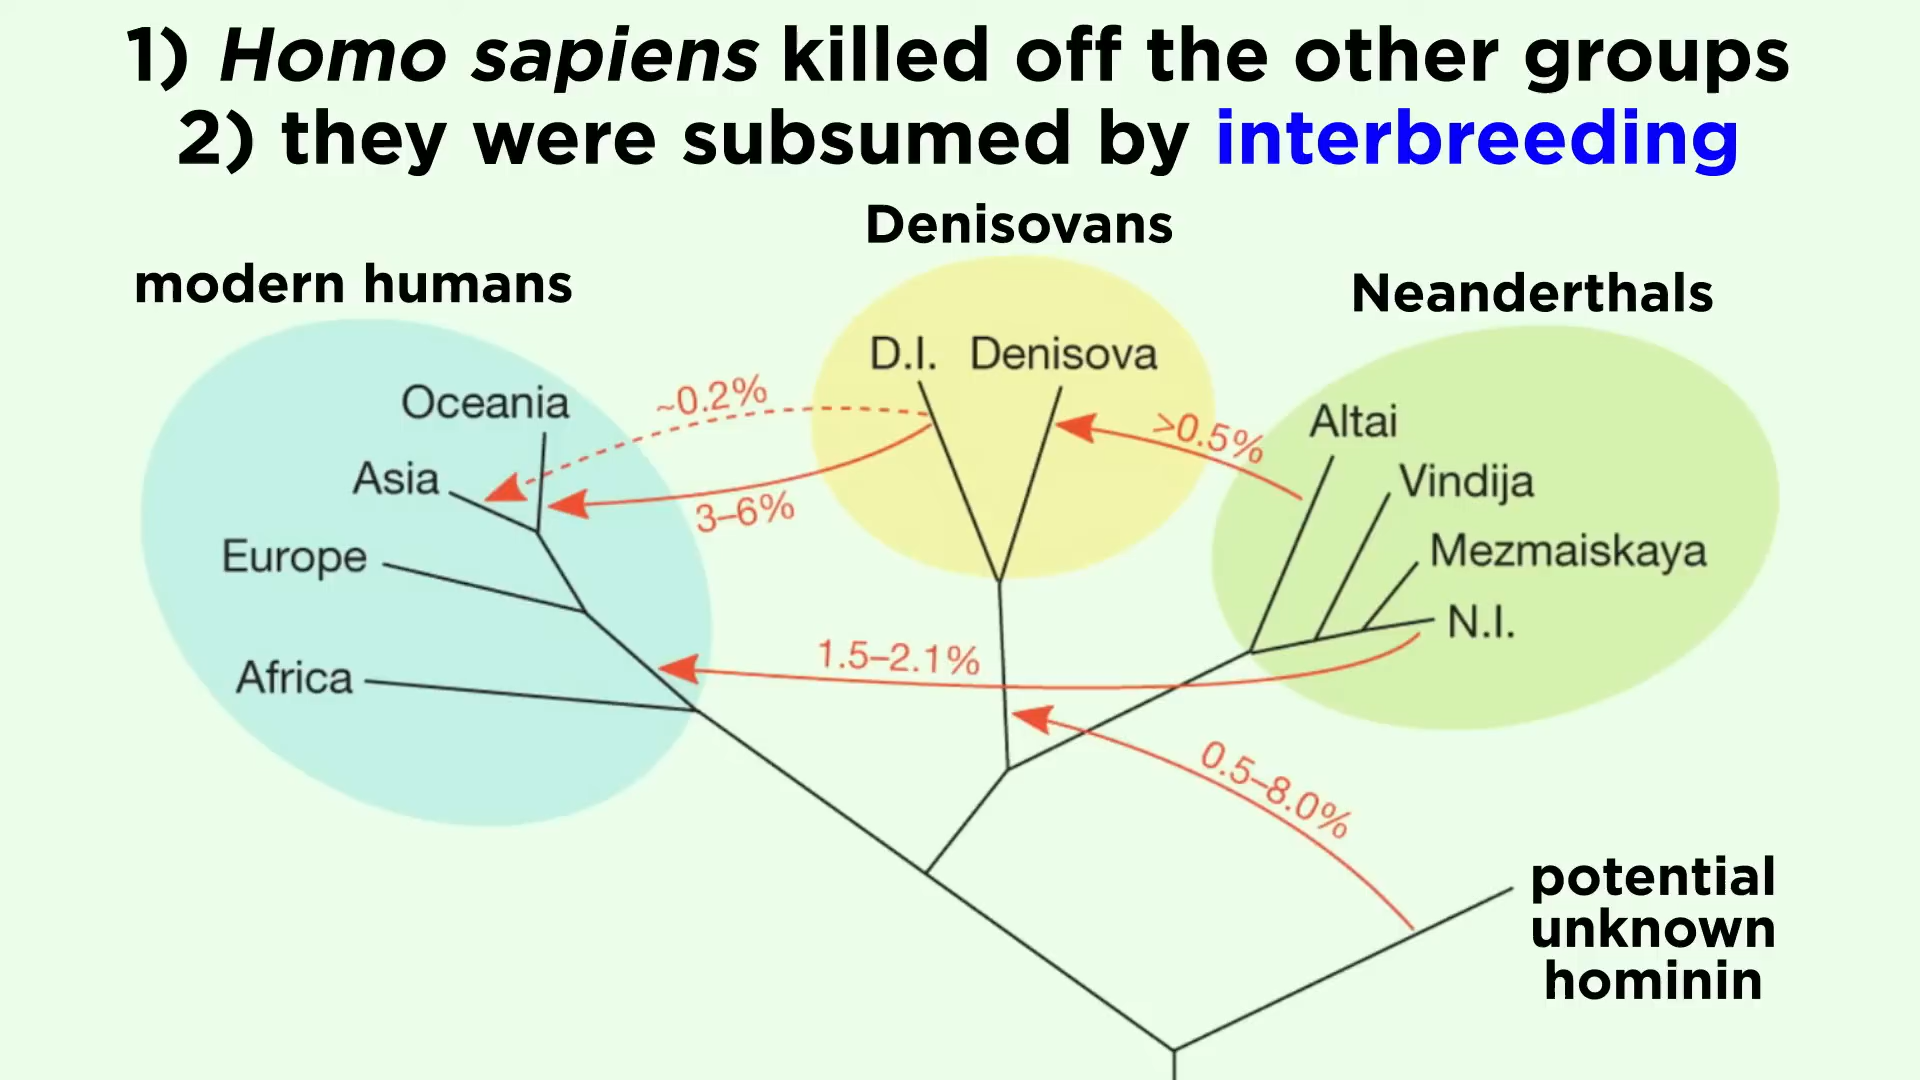 1) Homo sapiens killed off the other groups
2) they were subsumed by interbreeding
Denisovans
modern humans
Neanderthals
D.I.
Denisova
Oceania
~0.2%
>0.5%
Altai
Asia
Vindija
3–6%
Europe
Mezmaiskaya
N.I.
1.5–2.1%
Africa
0.5–8.0%
potential
unknown
hominin